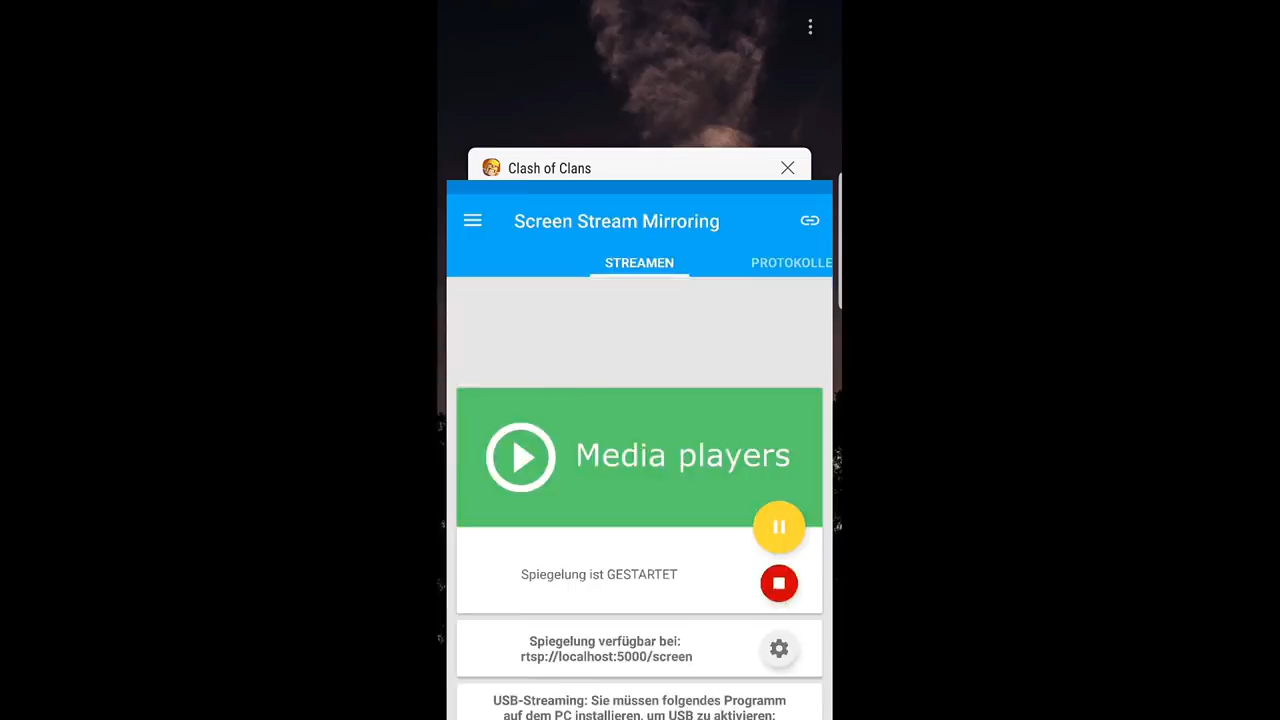 Clash of Clans
Screen Stream Mirroring
STREAMEN
PROTOKOLLE
Media players
Spiegelung ist GESTARTET
Spiegelung verfügbar bei:
rtsp://localhost:5000/screen
USB-Streaming: Sie müssen folgendes Programm
auf dem PC installieren, um USB zu aktivieren: